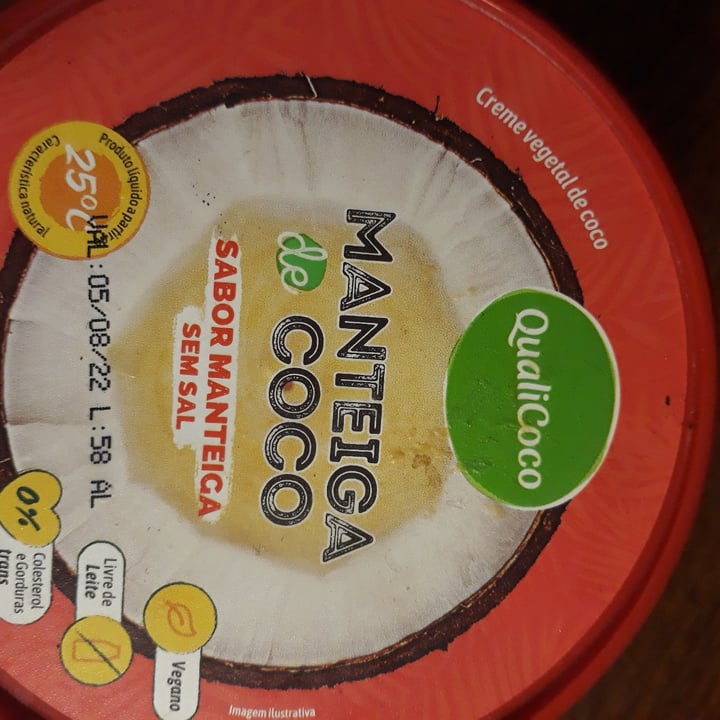 Creme vegetal de coco
QualiCoco
MANTEIGA
de COCO
SABOR MANTEIGA
SEM SAL
Produto líquido a partir
25°C
Característica natural
VAL:05/08/22 L:58 AL
0%
Colesterol
e Gorduras
trans
Livre de
Leite
Vegano
Imagem ilustrativa